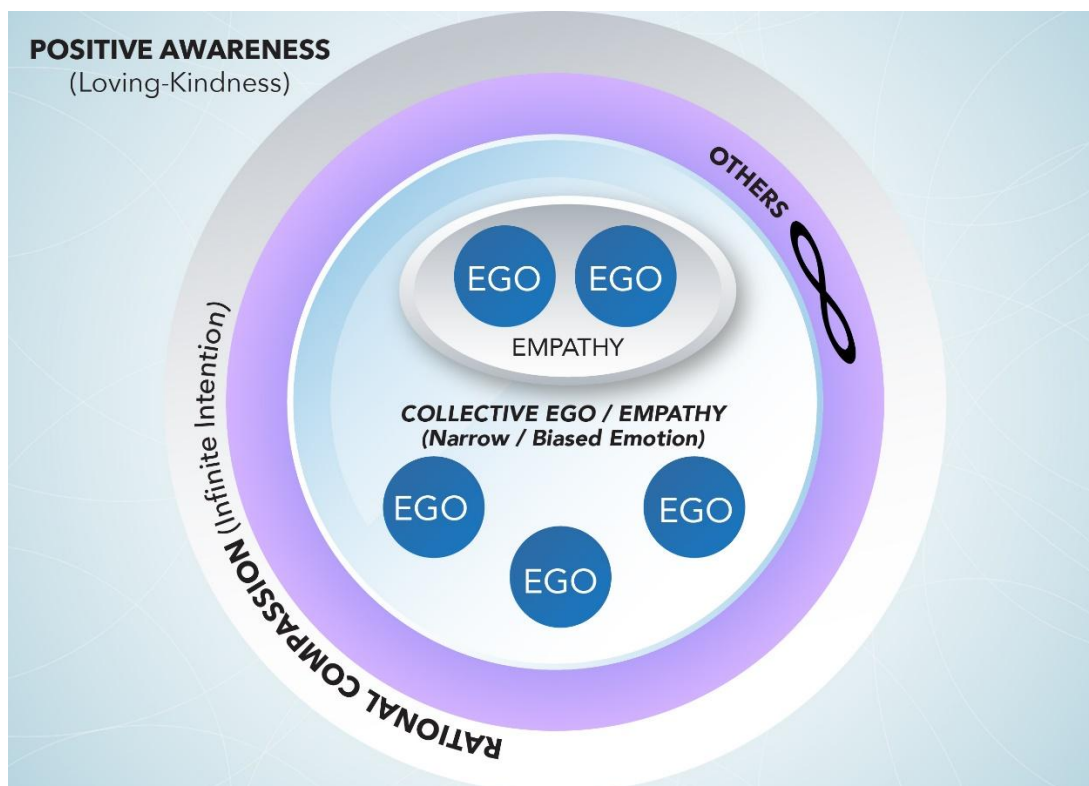 POSITIVE AWARENESS
(Loving-Kindness)
OTHERS ∞
EGO EGO
EMPATHY
COLLECTIVE EGO / EMPATHY
(Narrow / Biased Emotion)
EGO EGO
EGO
RATIONAL COMPASSION (Infinite Intention)